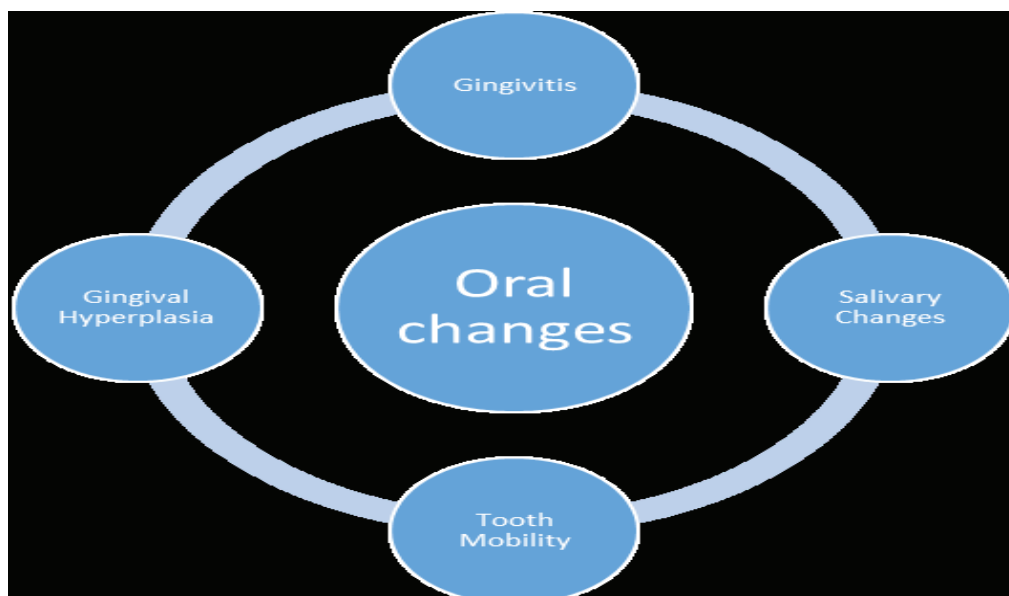 Gingivitis
Gingival
Hyperplasia
Oral
changes
Salivary
Changes
Tooth
Mobility